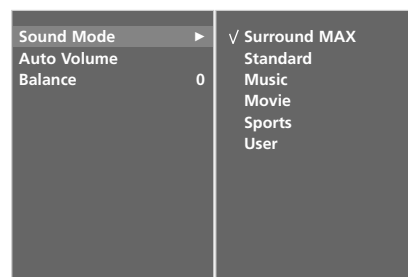 Sound Mode ►
Auto Volume
Balance 0
√ Surround MAX
Standard
Music
Movie
Sports
User